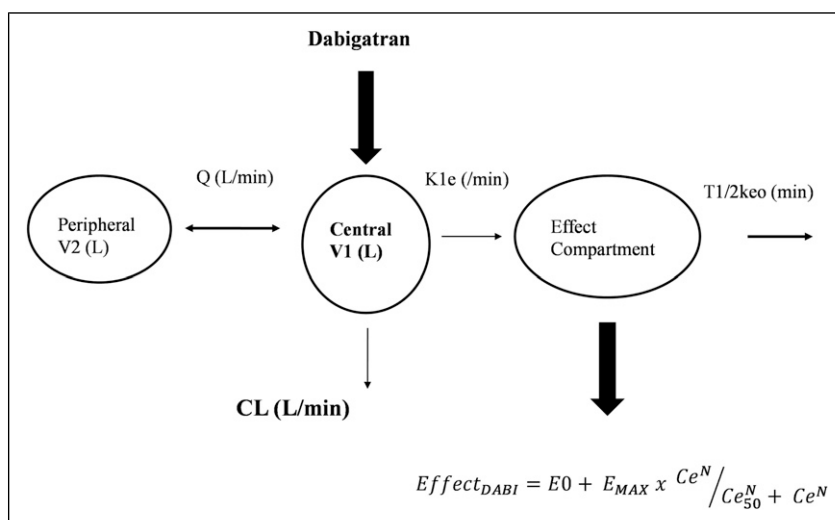 Dabigatran
Q (L/min)
K1e (/min)
T1/2keo (min)
Peripheral
V2 (L)
Central
V1 (L)
Effect
Compartment
CL (L/min)
Effect_DABI = E0 + E_MAX x Ce^N / Ce_50^N + Ce^N